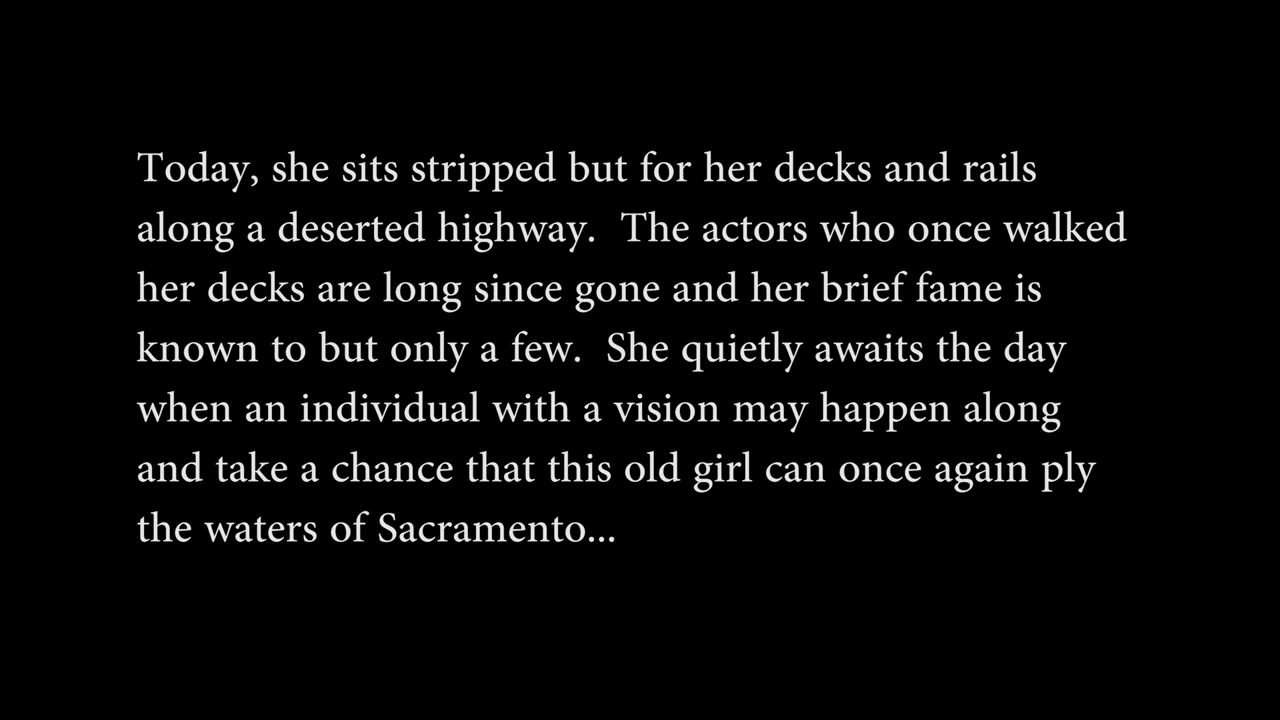 Today, she sits stripped but for her decks and rails
along a deserted highway.  The actors who once walked
her decks are long since gone and her brief fame is
known to but only a few.  She quietly awaits the day
when an individual with a vision may happen along
and take a chance that this old girl can once again ply
the waters of Sacramento...